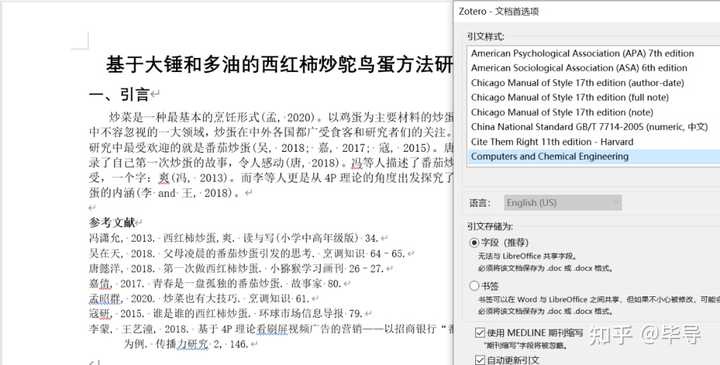 基于大锤和多油的西红柿炒鸵鸟蛋方法研
一、引言
炒菜是一种最基本的烹饪形式(孟, 2020)。以鸡蛋为主要材料的炒蛋
中不容忽视的一大领域，炒蛋在中外各国都广受食客和研究者们的关注。
研究中最受欢迎的就是番茄炒蛋(吴, 2018; 嘉, 2017; 寇, 2015)。唐
录了自己第一次炒蛋的故事，令人感动(唐, 2018)。冯等人描述了番茄炒
受，一个字：爽(冯, 2013)。而李等人更是从 4P 理论的角度出发探究了
蛋的内涵(李 and 王, 2018)。
参考文献
冯潇允, 2013. 西红柿炒蛋,爽. 读与写(小学中高年级版) 34.
吴在天, 2018. 父母凌晨的番茄炒蛋引发的思考. 烹调知识 64–65.
唐懿洋, 2018. 第一次做西红柿炒蛋. 小猕猴学习画刊 26–27.
嘉倩, 2017. 青春是一盘孤独的番茄炒蛋. 故事家 80.
孟昭群, 2020. 炒菜也有大技巧. 烹调知识 61.
寇研, 2015. 谁是谁的西红柿炒蛋. 环球市场信息导报 79.
李蒙, 王艺潼, 2018. 基于 4P 理论看刷屏视频广告的营销——以招商银行“番
为例. 传播力研究 2, 146.
Zotero - 文档首选项
引文样式:
American Psychological Association (APA) 7th edition
American Sociological Association (ASA) 6th edition
Chicago Manual of Style 17th edition (author-date)
Chicago Manual of Style 17th edition (full note)
Chicago Manual of Style 17th edition (note)
China National Standard GB/T 7714-2005 (numeric, 中文)
Cite Them Right 11th edition - Harvard
Computers and Chemical Engineering
语言: English (US)
引文存储为:
字段（推荐）
无法与 LibreOffice 共享字段。
必须将该文档保存为 .doc 或 .docx 格式。
书签
书签可以在 Word 与 LibreOffice 之间共享，但如果不小心被修改，可能会
必须将该文档保存为 .doc 或 .docx 格式。
使用 MEDLINE 期刊缩写
“期刊缩写”字段将被忽略。
自动更新引文
知乎 @毕导